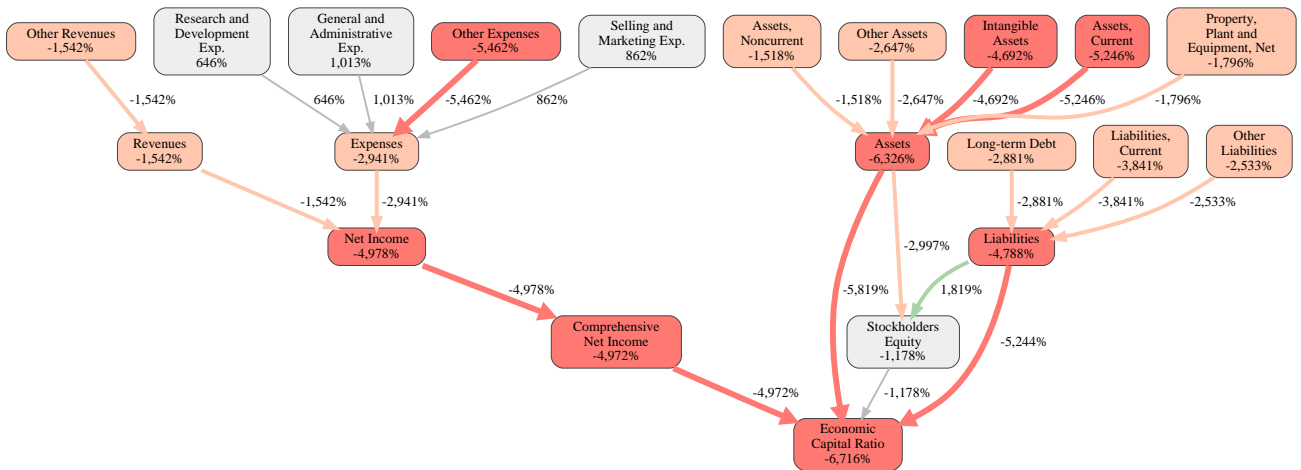 Other Revenues
-1,542%
Research and
Development
Exp.
646%
General and
Administrative
Exp.
1,013%
Other Expenses
-5,462%
Selling and
Marketing Exp.
862%
Assets,
Noncurrent
-1,518%
Other Assets
-2,647%
Intangible
Assets
-4,692%
Assets,
Current
-5,246%
Property,
Plant and
Equipment, Net
-1,796%
-1,542%
646%
1,013%
-5,462%
862%
-1,518%
-2,647%
-4,692%
-5,246%
-1,796%
Revenues
-1,542%
Expenses
-2,941%
Assets
-6,326%
Long-term Debt
-2,881%
Liabilities,
Current
-3,841%
Other
Liabilities
-2,533%
-1,542%
-2,941%
-2,881%
-3,841%
-2,533%
Net Income
-4,978%
-2,997%
Liabilities
-4,788%
-4,978%
-5,819%
1,819%
Comprehensive
Net Income
-4,972%
Stockholders
Equity
-1,178%
-5,244%
-4,972%
-1,178%
Economic
Capital Ratio
-6,716%